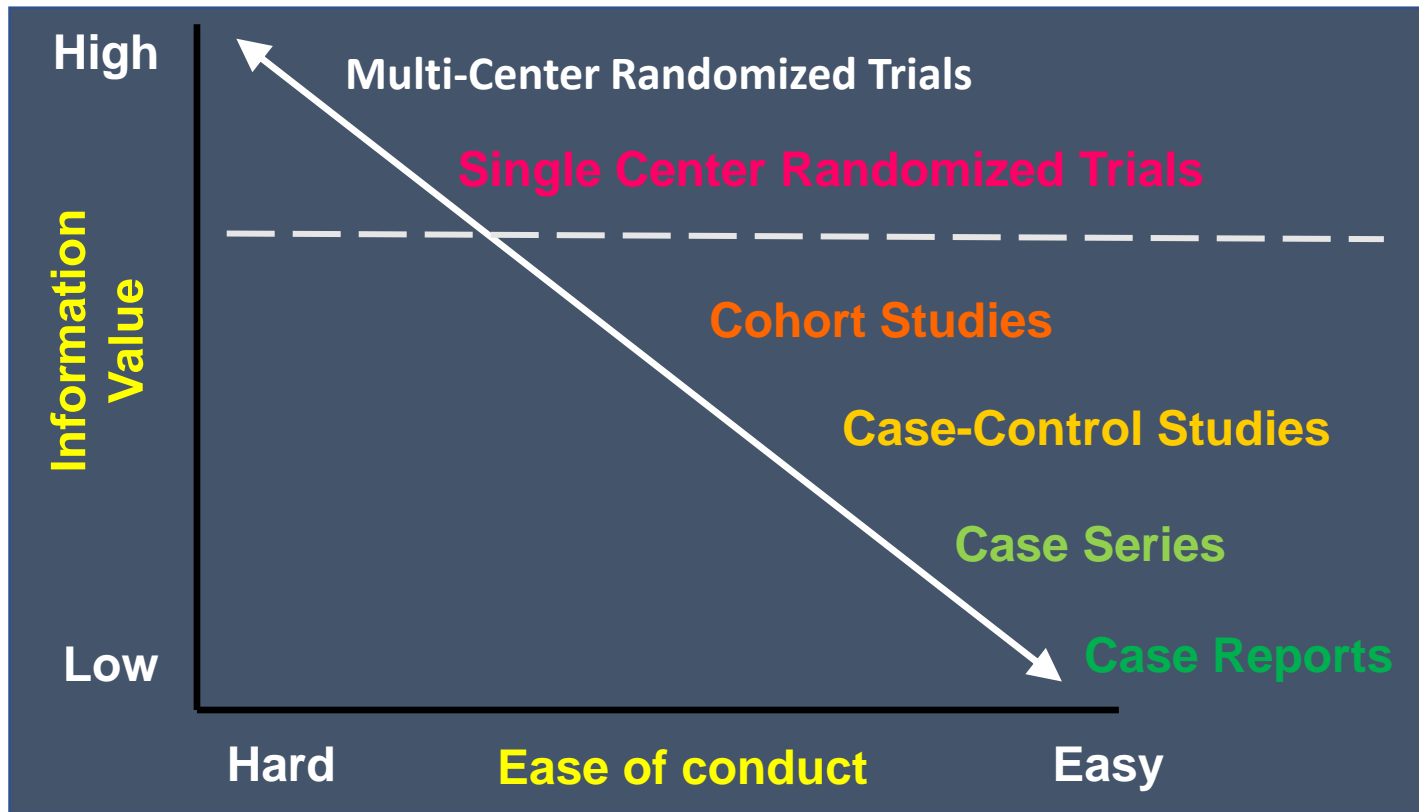 High
Multi-Center Randomized Trials
Single Center Randomized Trials
Information
Value
Cohort Studies
Case-Control Studies
Case Series
Low
Case Reports
Hard
Ease of conduct
Easy